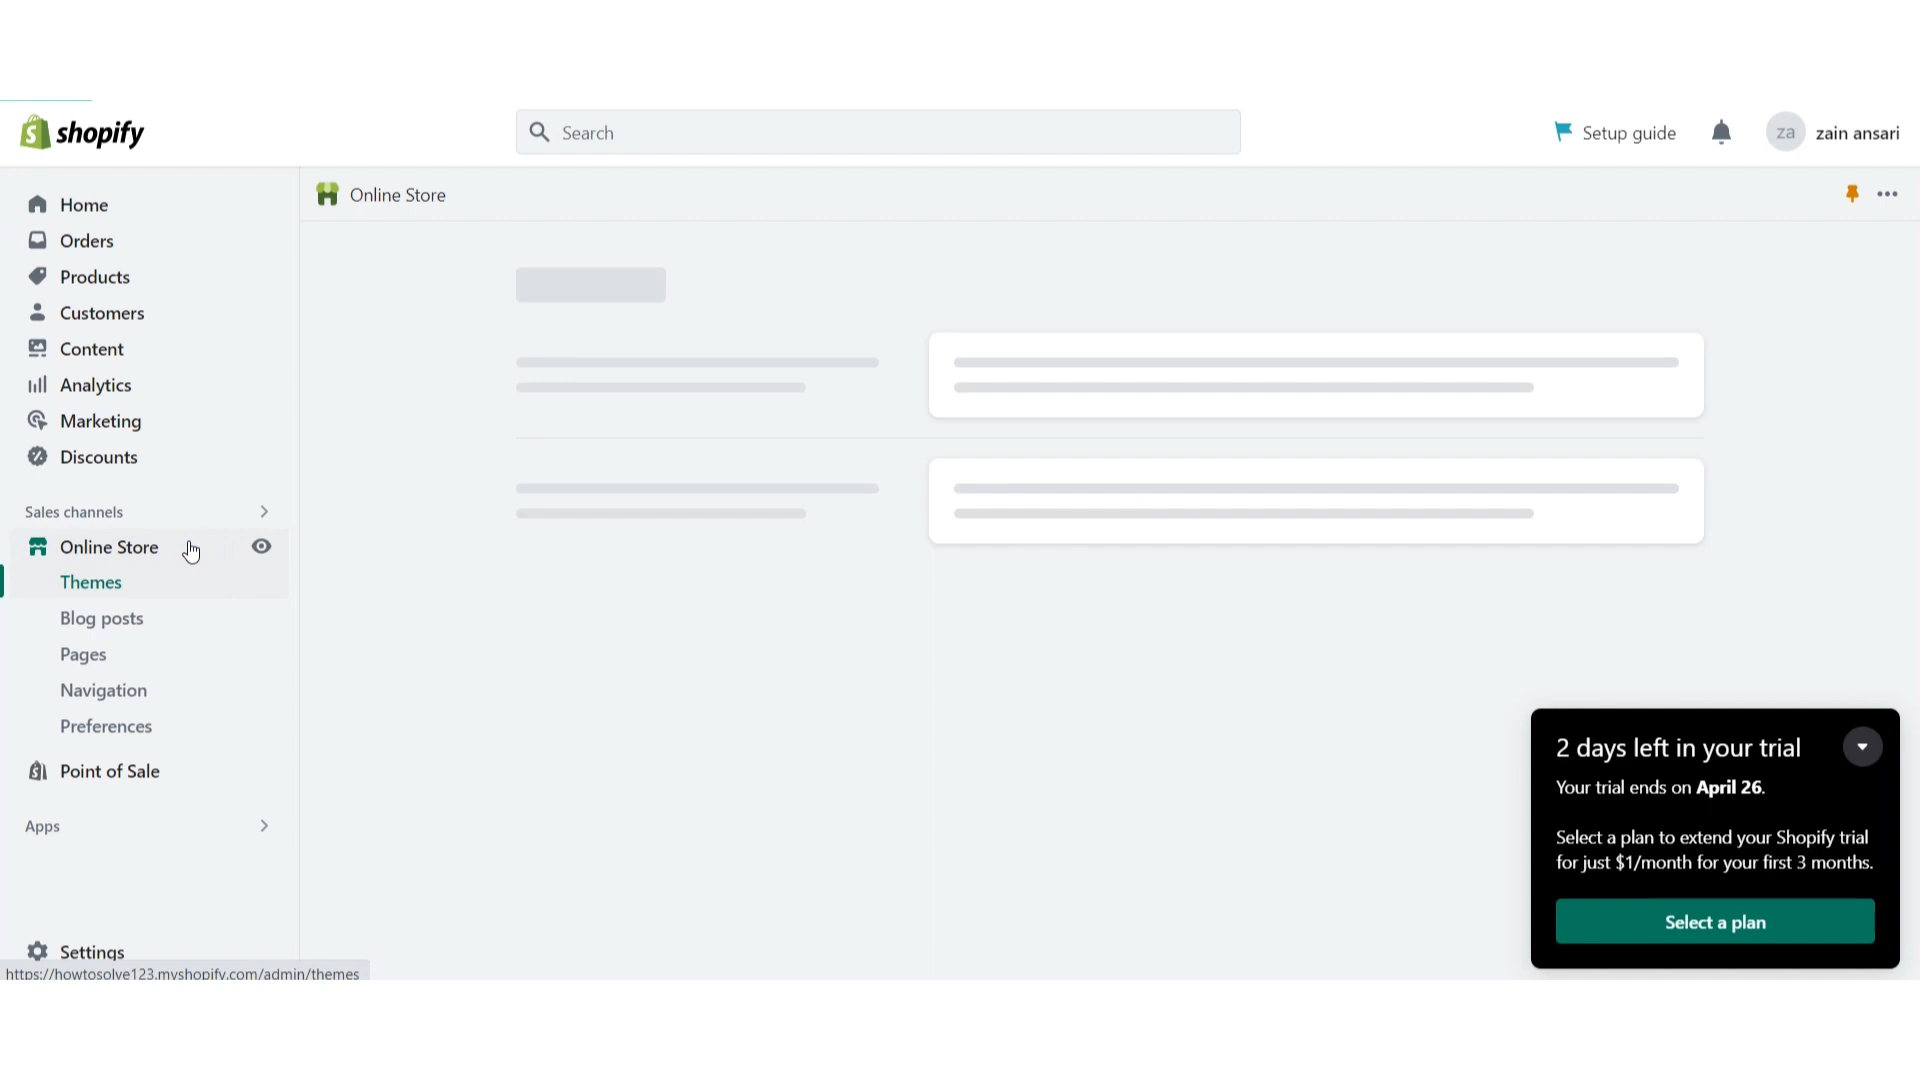 shopify
Search
Setup guide
za
zain ansari
Home
Orders
Products
Customers
Content
Analytics
Marketing
Discounts
Sales channels
Online Store
Themes
Blog posts
Pages
Navigation
Preferences
Point of Sale
Apps
Settings
https://howtosolve123.myshopify.com/admin/themes
Online Store
2 days left in your trial
Your trial ends on April 26.
Select a plan to extend your Shopify trial
for just $1/month for your first 3 months.
Select a plan